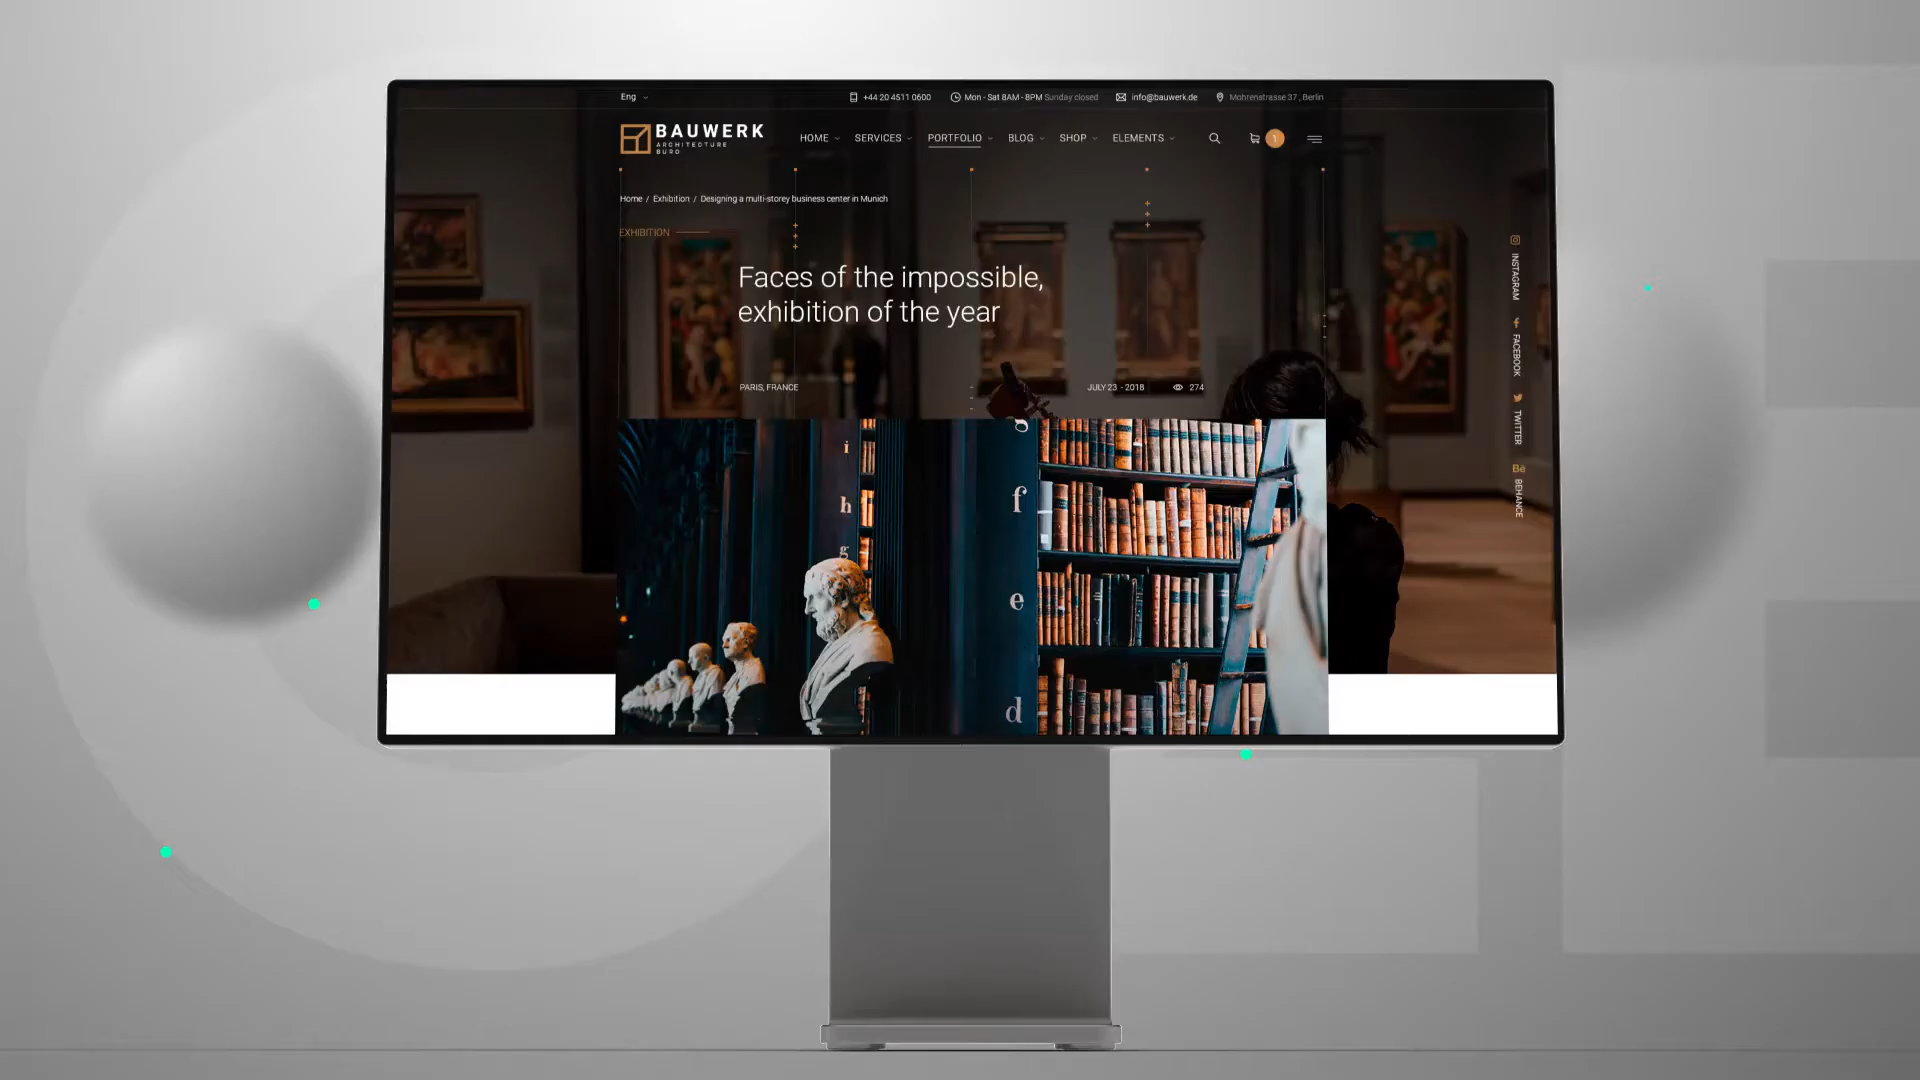 Eng
+44 20 4511 0600
Mon - Sat 8AM - 8PM Sunday closed
info@bauwerk.de
Mohrenstrasse 37 , Berlin
BAUWERK
ARCHITECTURE
BURO
HOME
SERVICES
PORTFOLIO
BLOG
SHOP
ELEMENTS
1
Home / Exhibition / Designing a multi-storey business center in Munich
EXHIBITION
Faces of the impossible,
exhibition of the year
PARIS, FRANCE
JULY 23 - 2018
274
INSTAGRAM
FACEBOOK
TWITTER
Bē
BEHANCE
i
h
g
g
f
e
d